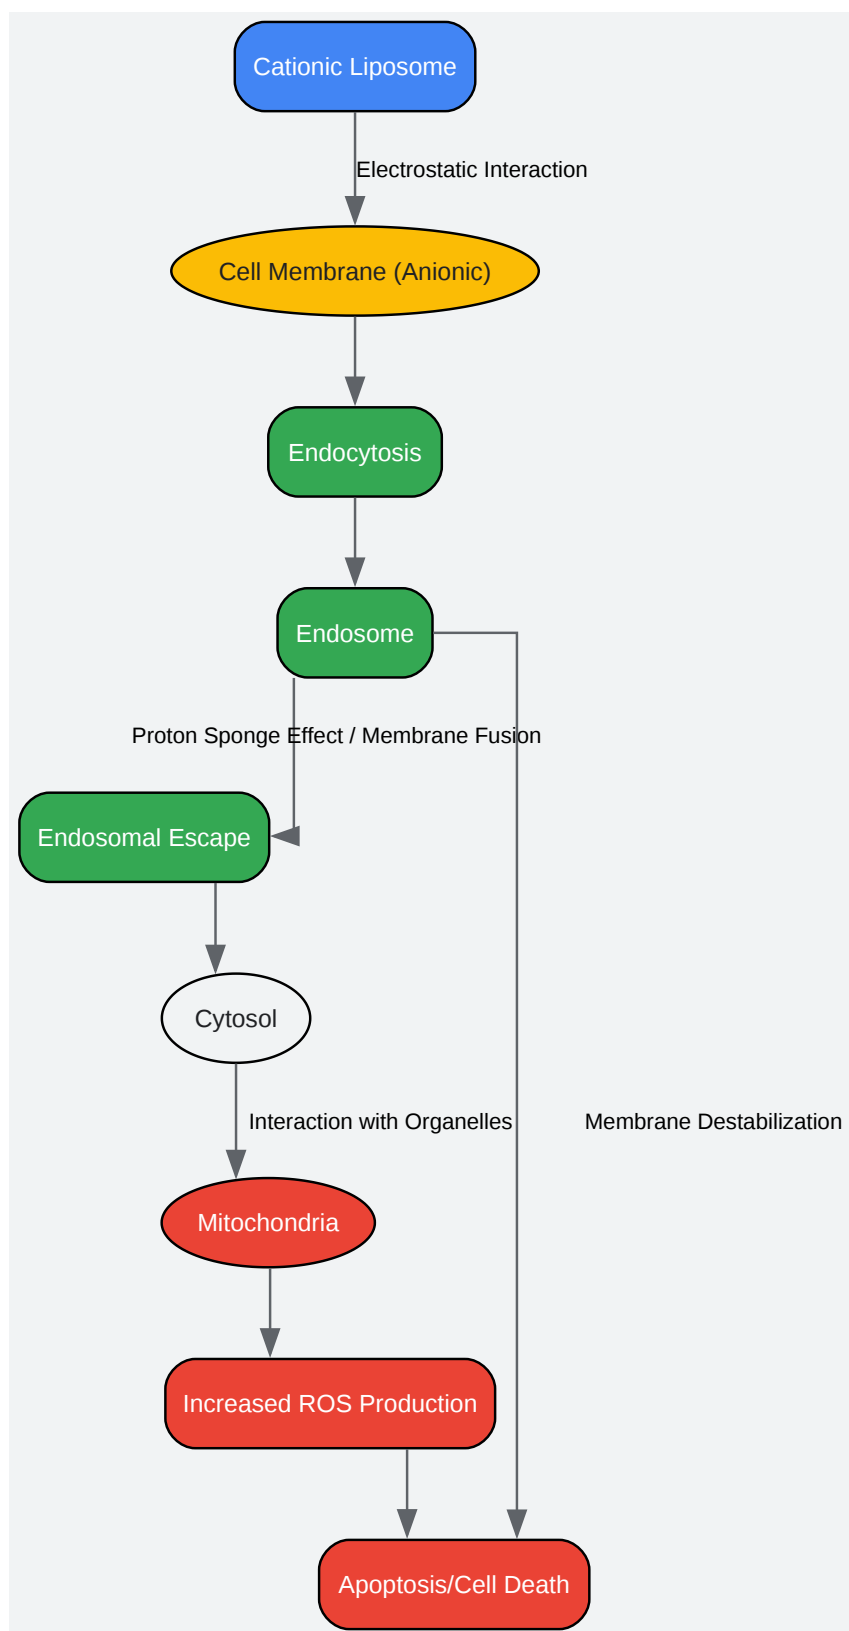 Cationic Liposome
Electrostatic Interaction
Cell Membrane (Anionic)
Endocytosis
Endosome
Proton Sponge Effect / Membrane Fusion
Endosomal Escape
Cytosol
Interaction with Organelles
Membrane Destabilization
Mitochondria
Increased ROS Production
Apoptosis/Cell Death